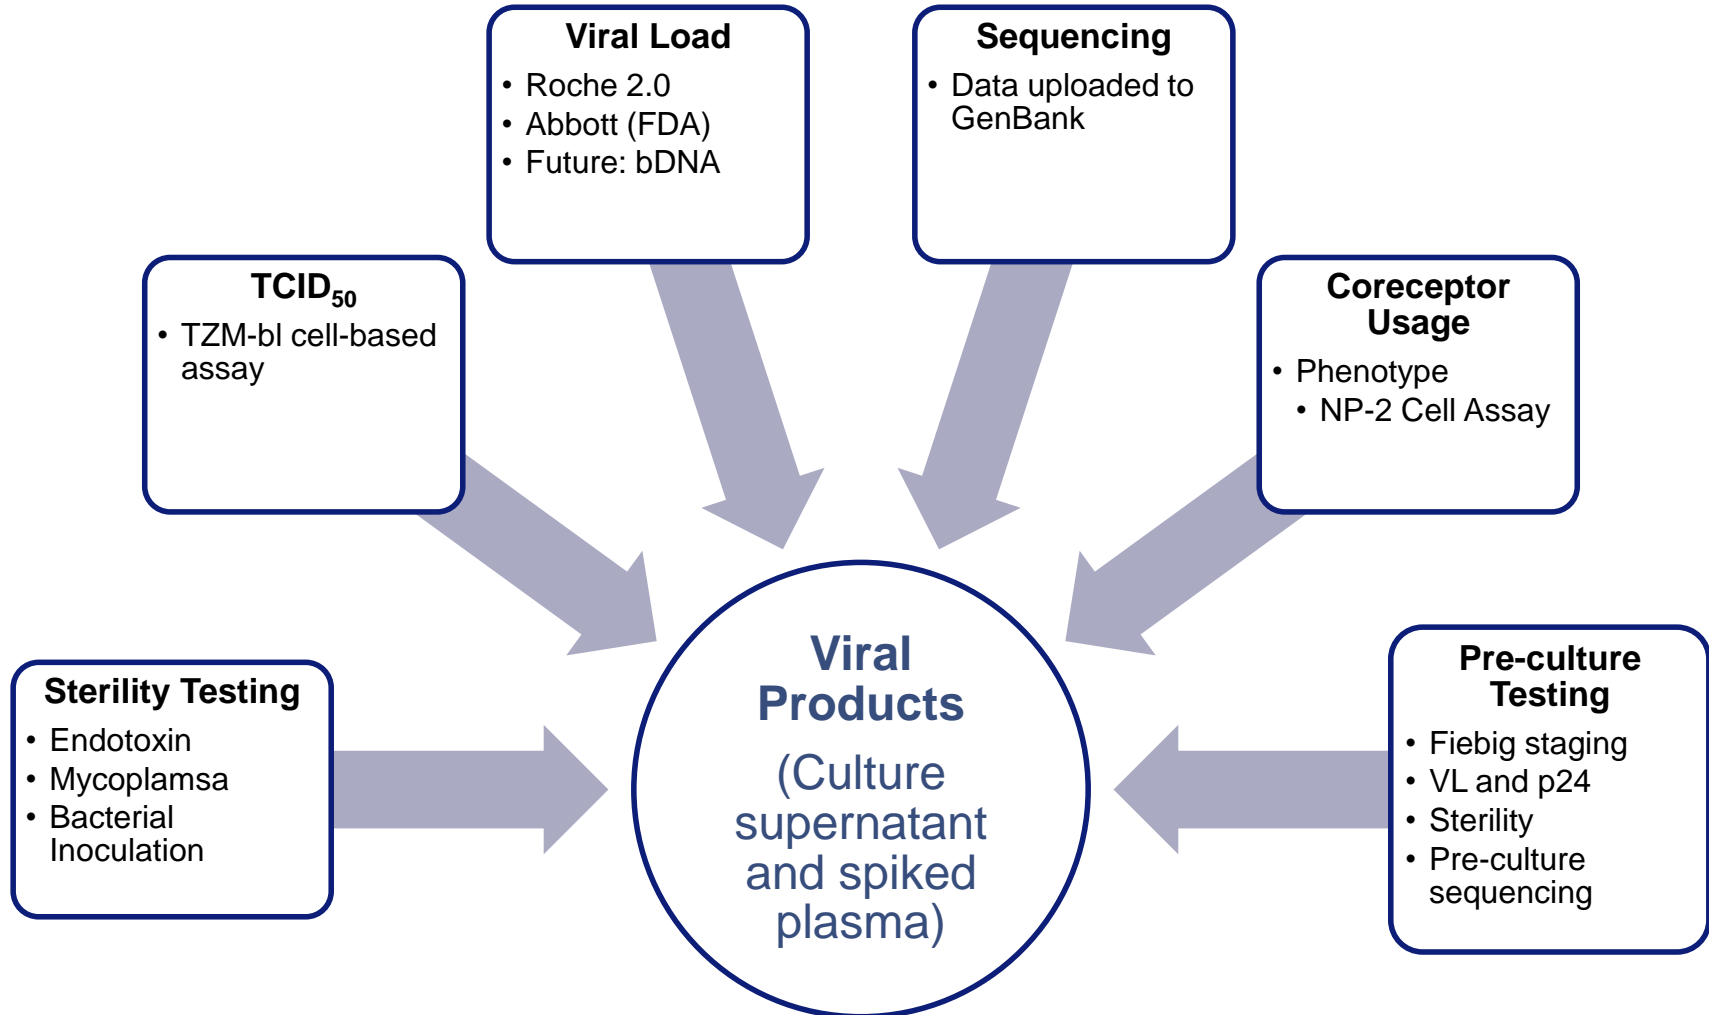 Viral Load
• Roche 2.0
• Abbott (FDA)
• Future: bDNA
Sequencing
• Data uploaded to
GenBank
TCID50
• TZM-bl cell-based
assay
Coreceptor
Usage
• Phenotype
• NP-2 Cell Assay
Sterility Testing
• Endotoxin
• Mycoplamsa
• Bacterial
Inoculation
Viral
Products
(Culture
supernatant
and spiked
plasma)
Pre-culture
Testing
• Fiebig staging
• VL and p24
• Sterility
• Pre-culture
sequencing